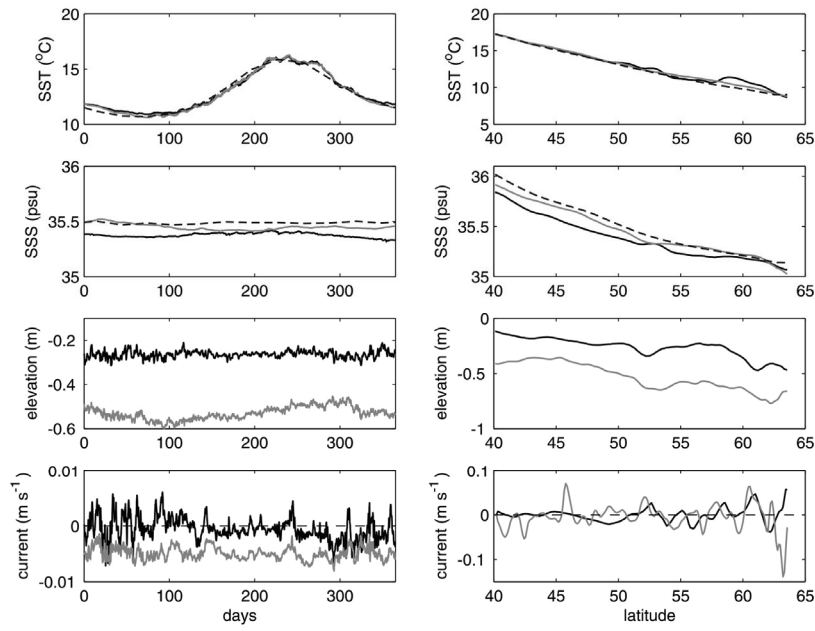 20
15
10
SST (°C)
0 100 200 300
20
15
10
5
SST (°C)
40 45 50 55 60 65
36
35.5
35
SSS (psu)
0 100 200 300
36
35.5
35
SSS (psu)
40 45 50 55 60 65
-0.2
-0.4
-0.6
elevation (m)
0 100 200 300
0
-0.5
-1
elevation (m)
40 45 50 55 60 65
0.01
0
-0.01
current (m s⁻¹)
0 100 200 300
days
0.1
0
-0.1
current (m s⁻¹)
40 45 50 55 60 65
latitude